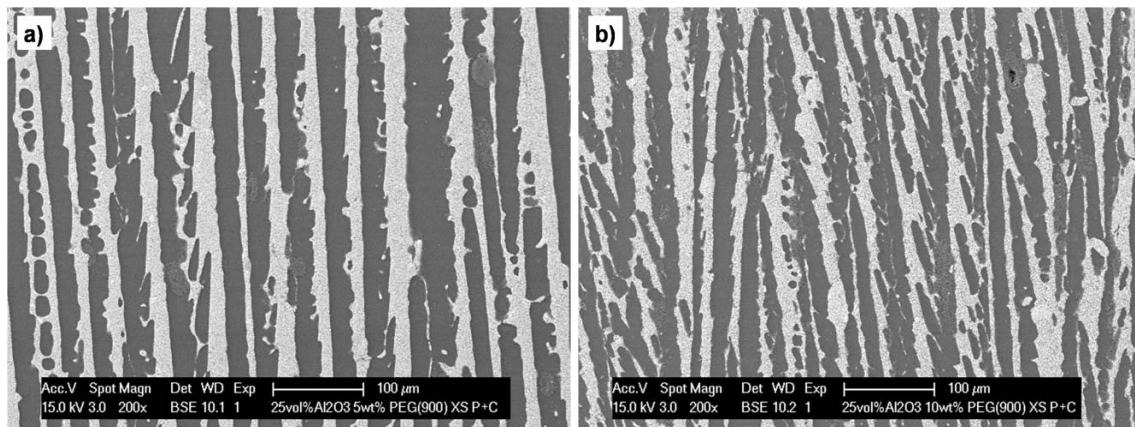 a)
Acc.V Spot Magn Det WD Exp 100 µm
15.0 kV 3.0 200x BSE 10.1 1 25vol%Al2O3 5wt% PEG(900) XS P+C
b)
Acc.V Spot Magn Det WD Exp 100 µm
15.0 kV 3.0 200x BSE 10.2 1 25vol%Al2O3 10wt% PEG(900) XS P+C